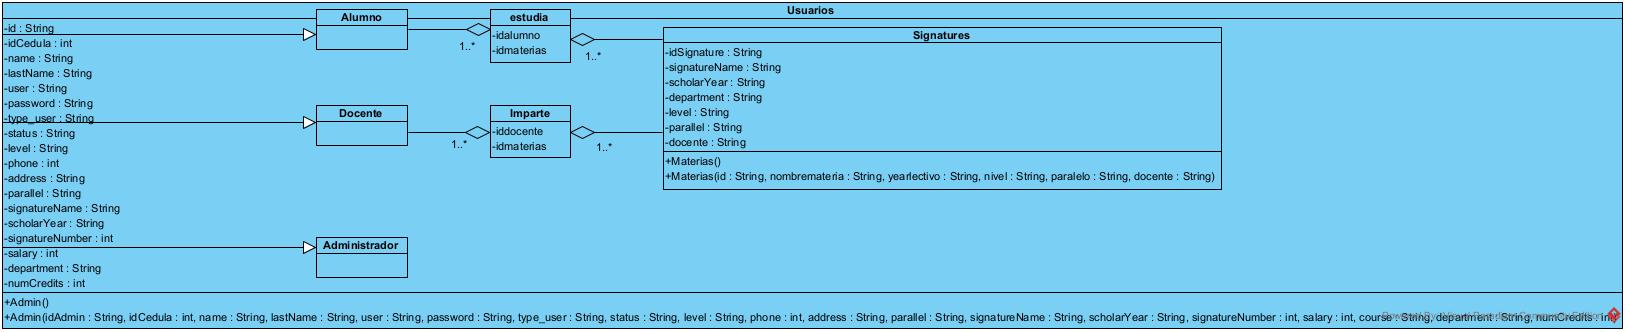 Usuarios
-id : String
-idCedula : int
-name : String
-lastName : String
-user : String
-password : String
-type_user : String
-status : String
-level : String
-phone : int
-address : String
-parallel : String
-signatureName : String
-scholarYear : String
-signatureNumber : int
-salary : int
-department : String
-numCredits : int
+Admin()
+Admin(idAdmin : String, idCedula : int, name : String, lastName : String, user : String, password : String, type_user : String, status : String, level : String, phone : int, address : String, parallel : String, signatureName : String, scholarYear : String, signatureNumber : int, salary : int, course : String, department : String, numCredits : int)
Alumno
1..*
estudia
-idalumno
-idmaterias
1..*
Signatures
-idSignature : String
-signatureName : String
-scholarYear : String
-department : String
-level : String
-parallel : String
-docente : String
+Materias()
+Materias(id : String, nombremateria : String, yearlectivo : String, nivel : String, paralelo : String, docente : String)
Docente
1..*
Imparte
-iddocente
-idmaterias
1..*
Administrador